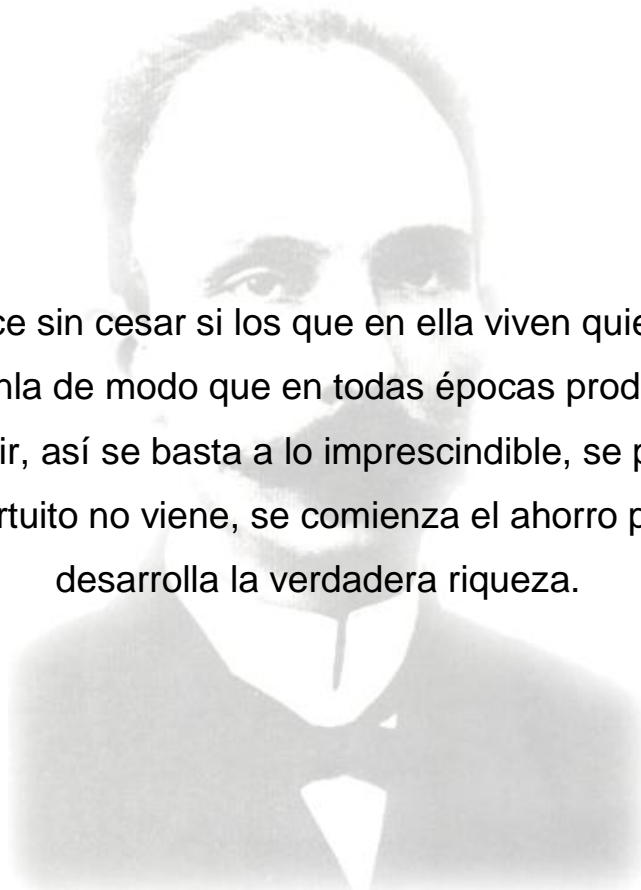 ce sin cesar si los que en ella viven quie
nla de modo que en todas épocas prod
ir, así se basta a lo imprescindible, se p
rtuito no viene, se comienza el ahorro p
desarrolla la verdadera riqueza.